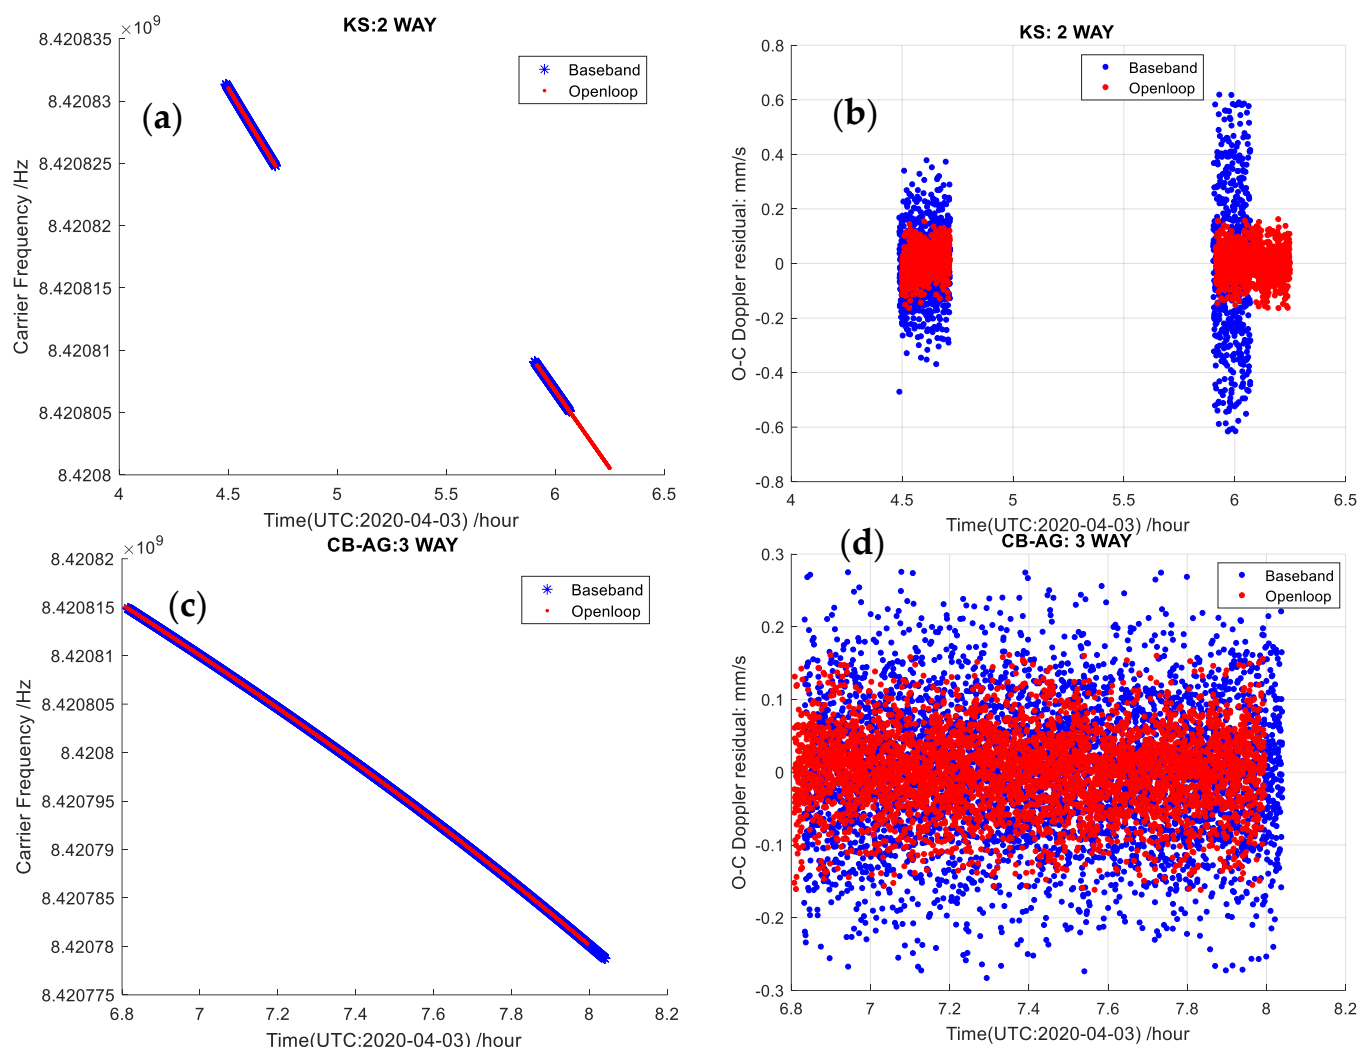 KS:2 WAY
×10⁹
8.420835
8.42083
8.420825
8.42082
8.420815
8.42081
8.420805
8.4208
Carrier Frequency /Hz
(a)
Baseband
Openloop
4
4.5
5
5.5
6
6.5
Time(UTC:2020-04-03) /hour
KS: 2 WAY
0.8
0.6
0.4
0.2
0
-0.2
-0.4
-0.6
-0.8
O-C Doppler residual: mm/s
(b)
Baseband
Openloop
4
4.5
5
5.5
6
6.5
Time(UTC:2020-04-03) /hour
CB-AG:3 WAY
×10⁹
8.42082
8.420815
8.42081
8.420805
8.4208
8.420795
8.42079
8.420785
8.42078
8.420775
Carrier Frequency /Hz
(c)
Baseband
Openloop
6.8
7
7.2
7.4
7.6
7.8
8
8.2
Time(UTC:2020-04-03) /hour
CB-AG: 3 WAY
0.3
0.2
0.1
0
-0.1
-0.2
-0.3
O-C Doppler residual: mm/s
(d)
Baseband
Openloop
6.8
7
7.2
7.4
7.6
7.8
8
8.2
Time(UTC:2020-04-03) /hour